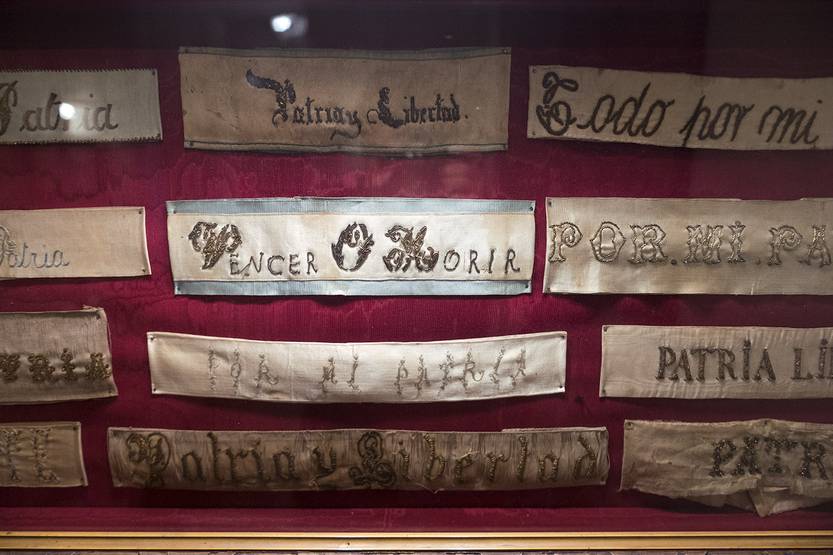 Patria
Patria y Libertad.
Todo por mi
Patria
VENCER O MORIR
POR.MI.PA
TRIA
POR MI PATRIA
PATRIA LI
Patria y Libertad
PATR